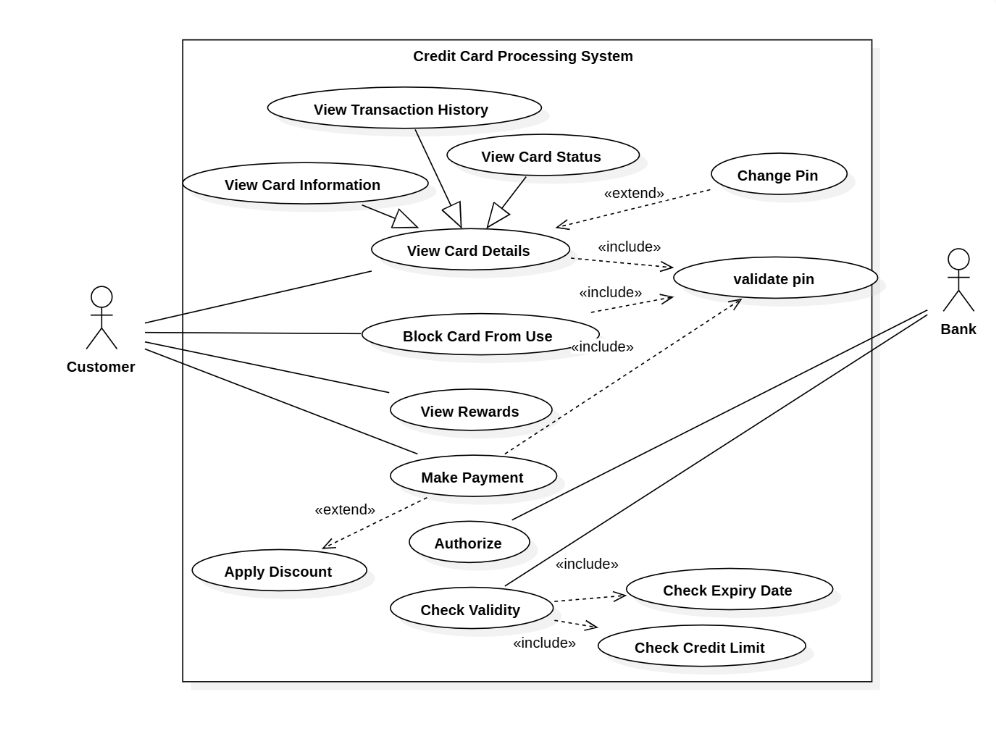 Credit Card Processing System
View Transaction History
View Card Status
View Card Information
Change Pin
«extend»
View Card Details
«include»
validate pin
«include»
Block Card From Use
«include»
Customer
Bank
View Rewards
Make Payment
«extend»
Authorize
Apply Discount
«include»
Check Expiry Date
Check Validity
«include»
Check Credit Limit